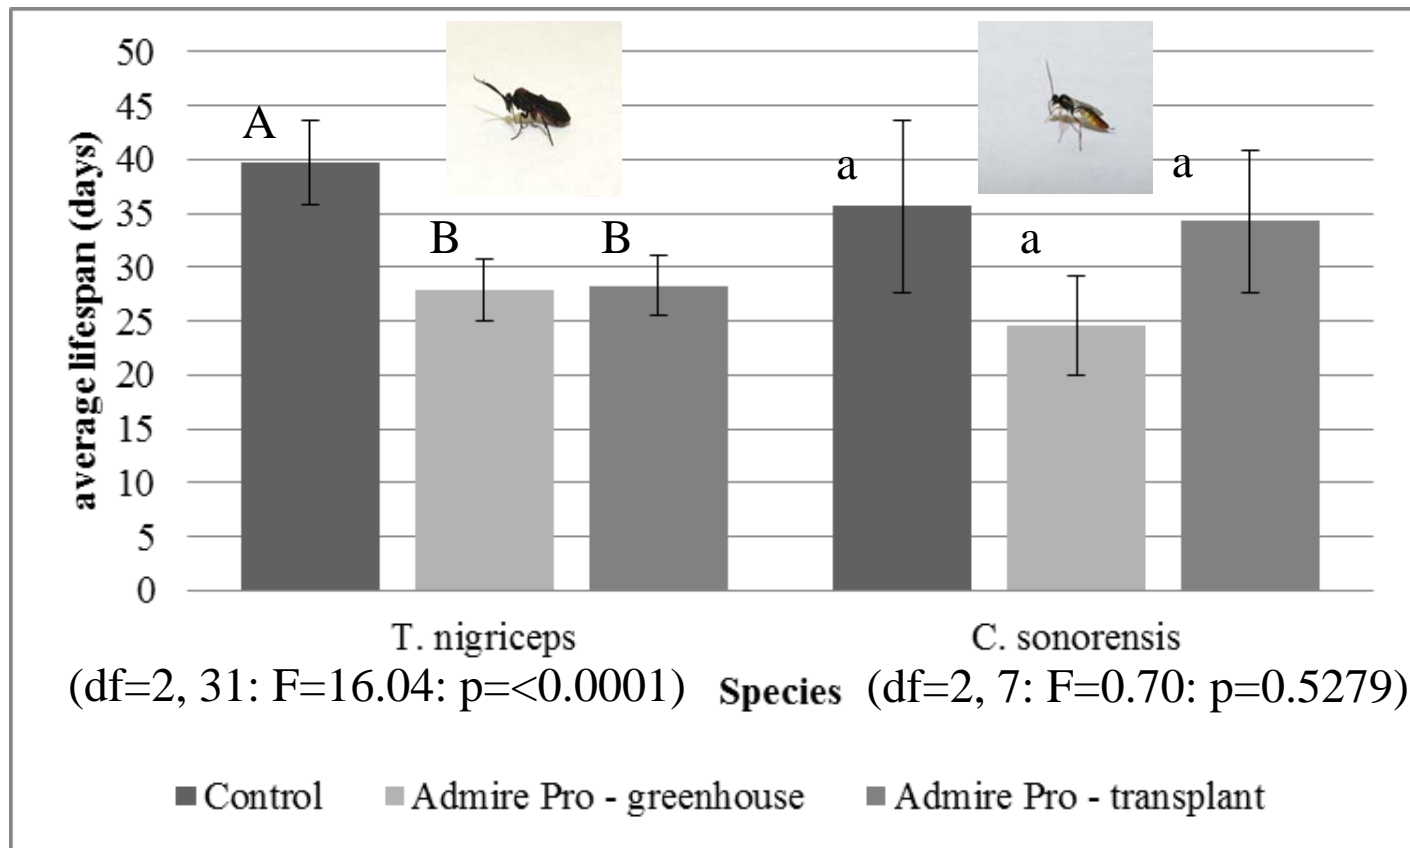 average lifespan (days)
50
45
40
35
30
25
20
15
10
5
0
A
B
B
a
a
a
T. nigriceps
C. sonorensis
(df=2, 31: F=16.04: p=<0.0001) Species (df=2, 7: F=0.70: p=0.5279)
Control Admire Pro - greenhouse Admire Pro - transplant